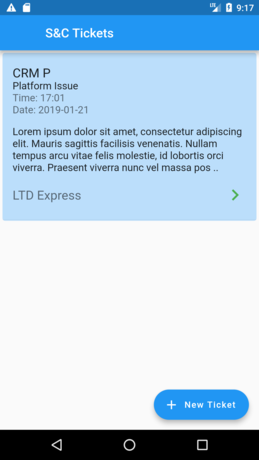 9:17
S&C Tickets
CRM P
Platform Issue
Time: 17:01
Date: 2019-01-21
Lorem ipsum dolor sit amet, consectetur adipiscing
elit. Mauris sagittis facilisis venenatis. Nullam
tempus arcu vitae felis molestie, id lobortis orci
viverra. Praesent viverra nunc vel massa pos ..
LTD Express
+ New Ticket